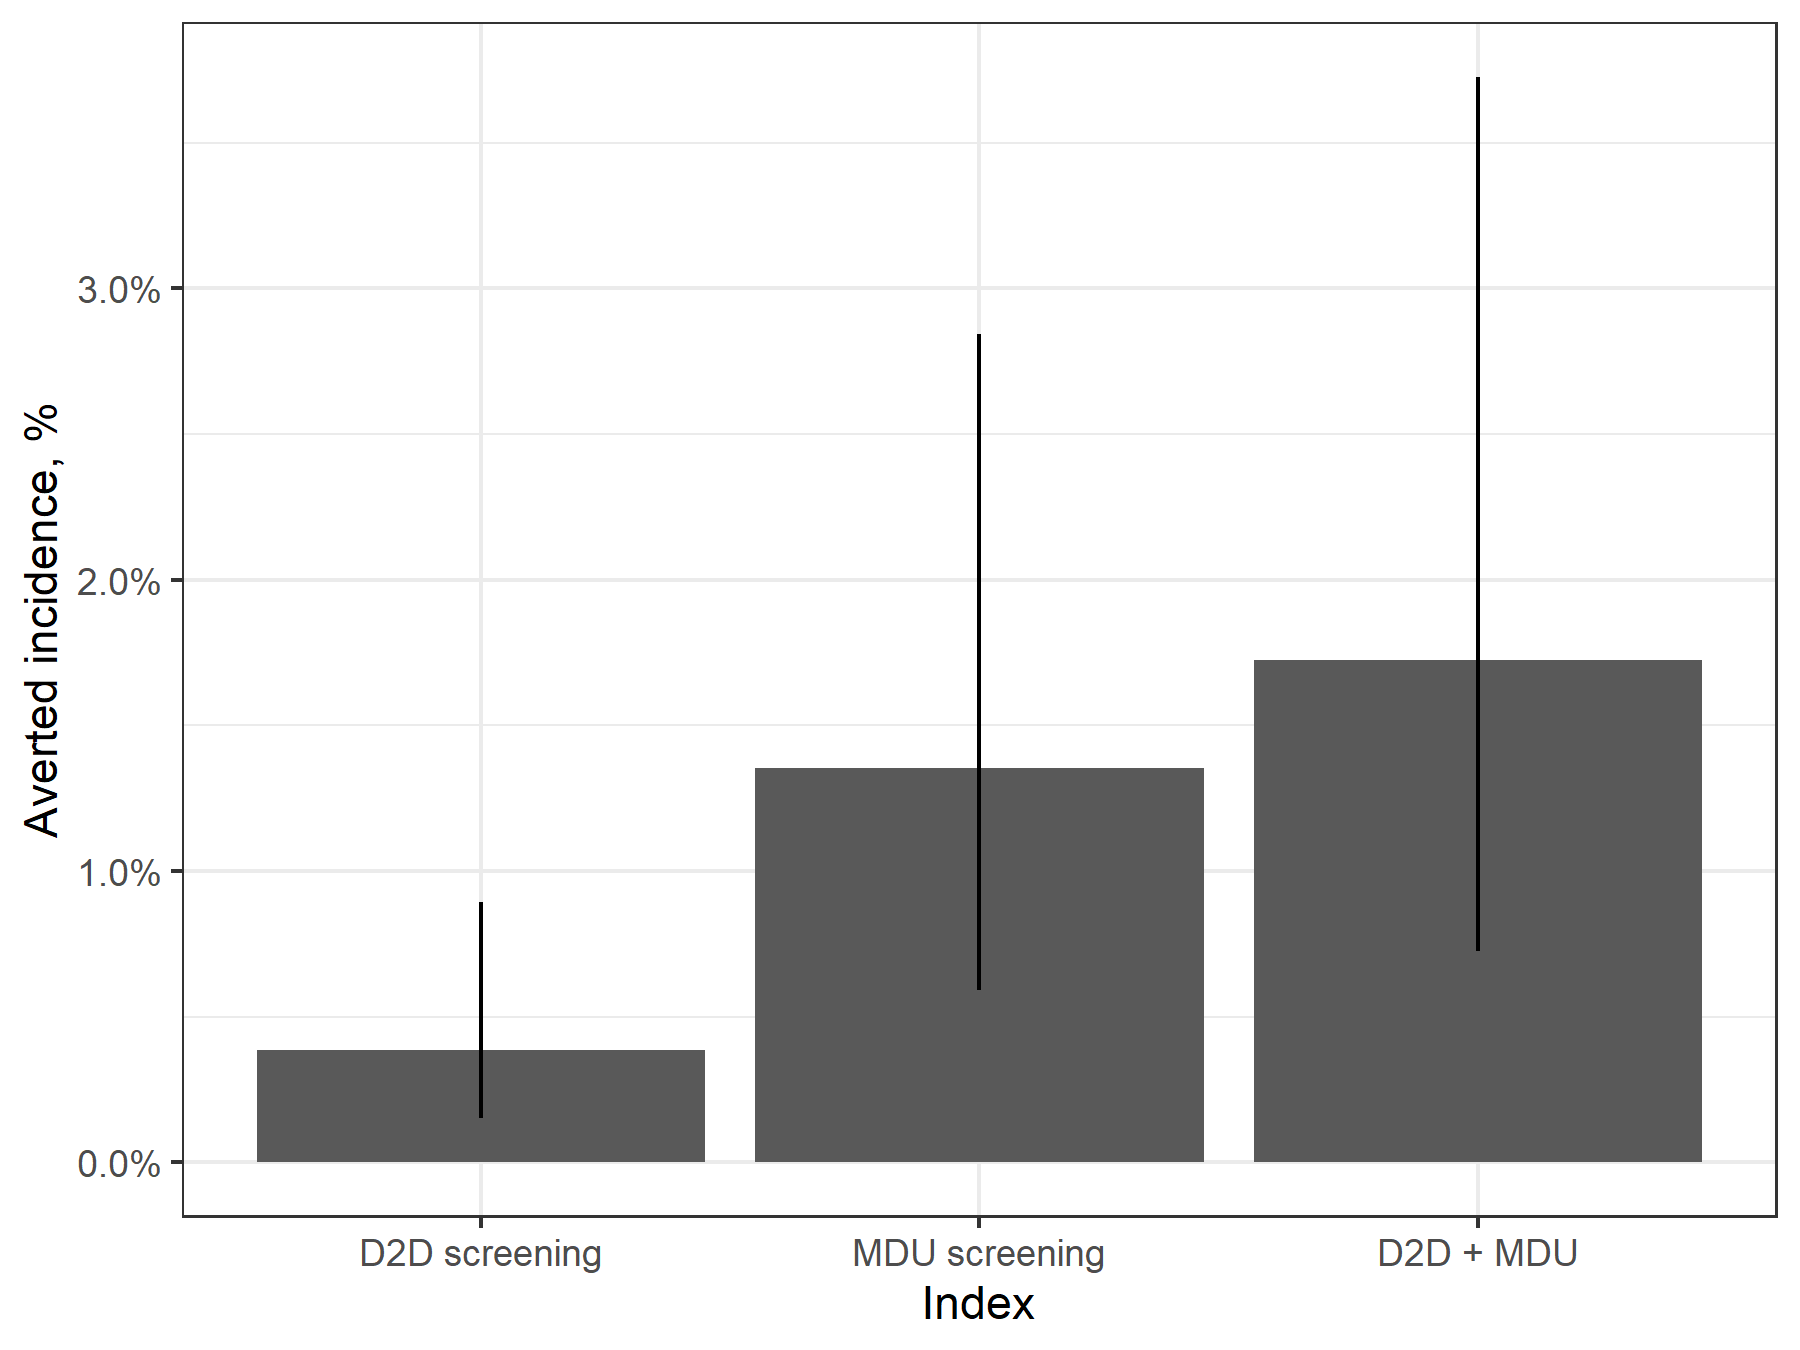 Averted incidence, %
3.0%
2.0%
1.0%
0.0%
D2D screening
MDU screening
D2D + MDU
Index